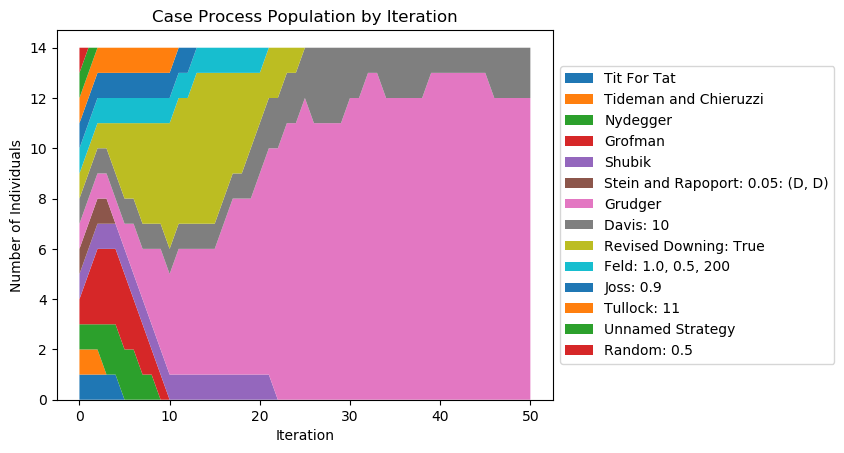 Case Process Population by Iteration
Number of Individuals
14
12
10
8
6
4
2
0
0
10
20
30
40
50
Iteration
Tit For Tat
Tideman and Chieruzzi
Nydegger
Grofman
Shubik
Stein and Rapoport: 0.05: (D, D)
Grudger
Davis: 10
Revised Downing: True
Feld: 1.0, 0.5, 200
Joss: 0.9
Tullock: 11
Unnamed Strategy
Random: 0.5